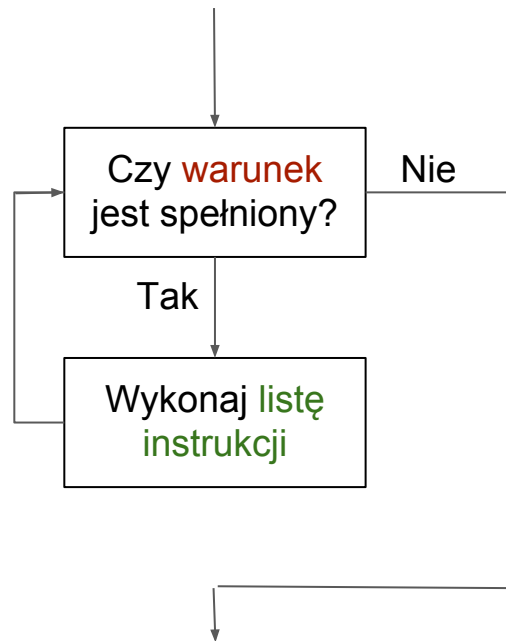 Czy warunek
jest spełniony?
Nie
Tak
Wykonaj listę
instrukcji